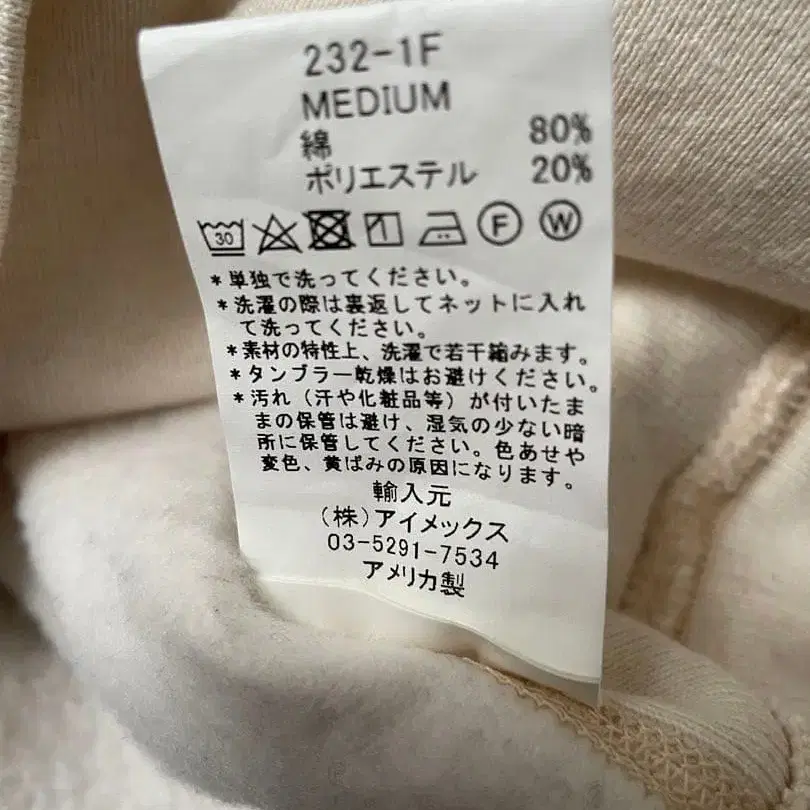 232-1F
MEDIUM
綿 80%
ポリエステル 20%
30 F W
*単独で洗ってください。
*洗濯の際は裏返してネットに入れ
て洗ってください。
*素材の特性上、洗濯で若干縮みます。
*タンブラー乾燥はお避けください。
*汚れ(汗や化粧品等)が付いたま
まの保管は避け、湿気の少ない暗
所に保管してください。色あせや
変色、黄ばみの原因になります。
輸入元
(株)アイメックス
03-5291-7534
アメリカ製